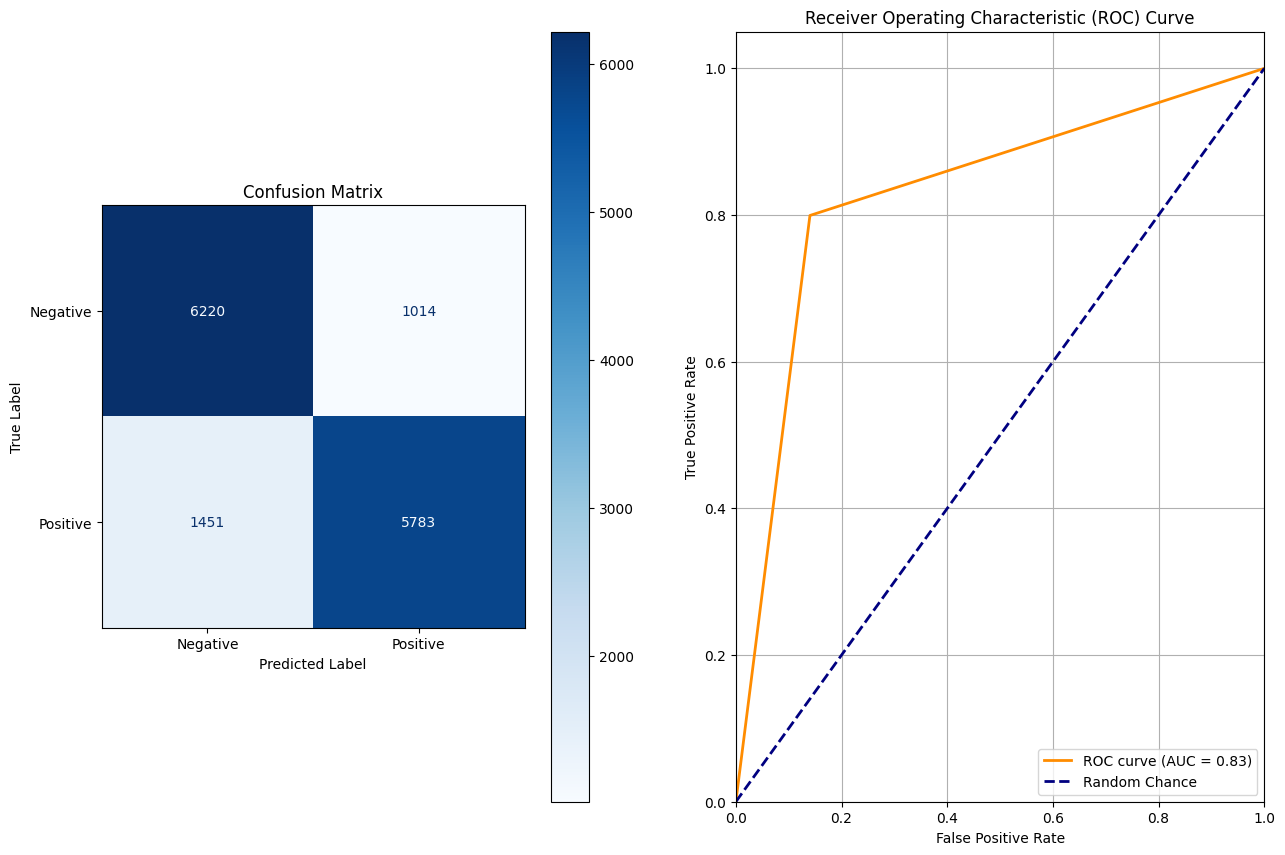 Confusion Matrix
True Label
Negative
6220
1014
Positive
1451
5783
Negative
Positive
Predicted Label
6000
5000
4000
3000
2000
Receiver Operating Characteristic (ROC) Curve
True Positive Rate
1.0
0.8
0.6
0.4
0.2
0.0
ROC curve (AUC = 0.83)
Random Chance
0.0
0.2
0.4
0.6
0.8
1.0
False Positive Rate